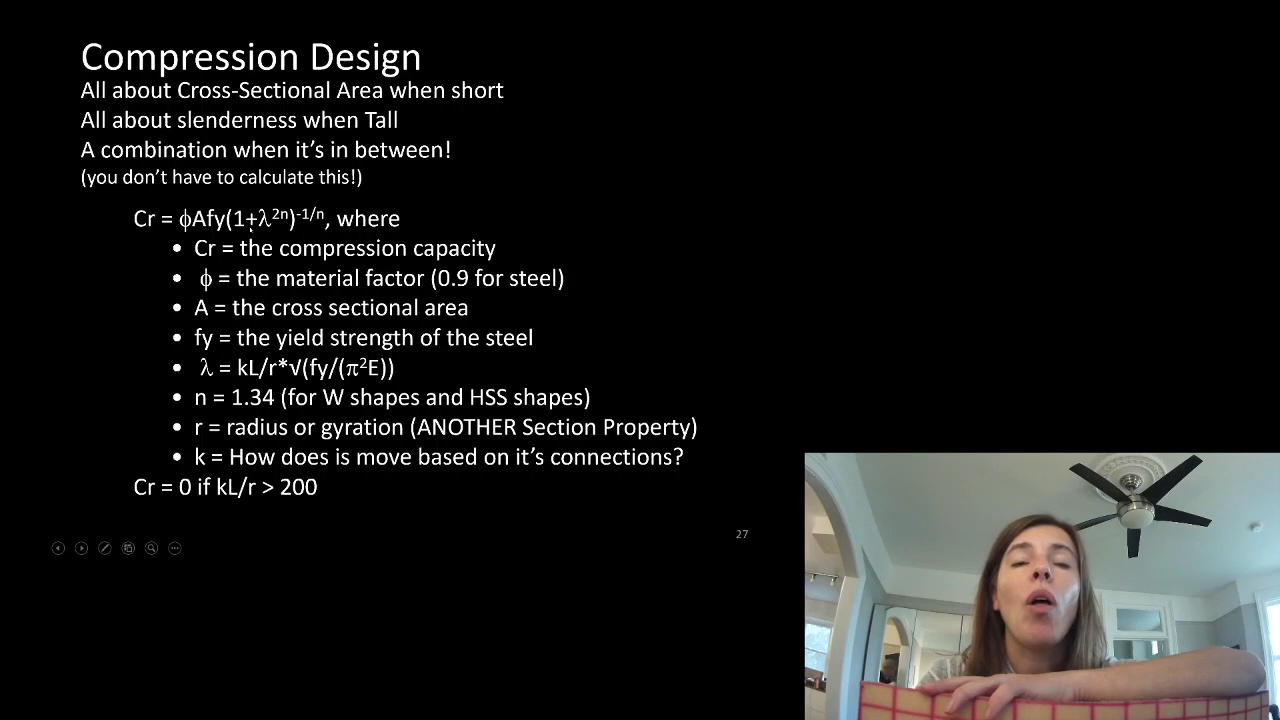 Compression Design
All about Cross-Sectional Area when short
All about slenderness when Tall
A combination when it's in between!
(you don't have to calculate this!)
Cr = ϕAfy(1+λ²ⁿ)⁻¹/ⁿ, where
• Cr = the compression capacity
• ϕ = the material factor (0.9 for steel)
• A = the cross sectional area
• fy = the yield strength of the steel
• λ = kL/r*√(fy/(π²E))
• n = 1.34 (for W shapes and HSS shapes)
• r = radius or gyration (ANOTHER Section Property)
• k = How does is move based on it's connections?
Cr = 0 if kL/r > 200
27